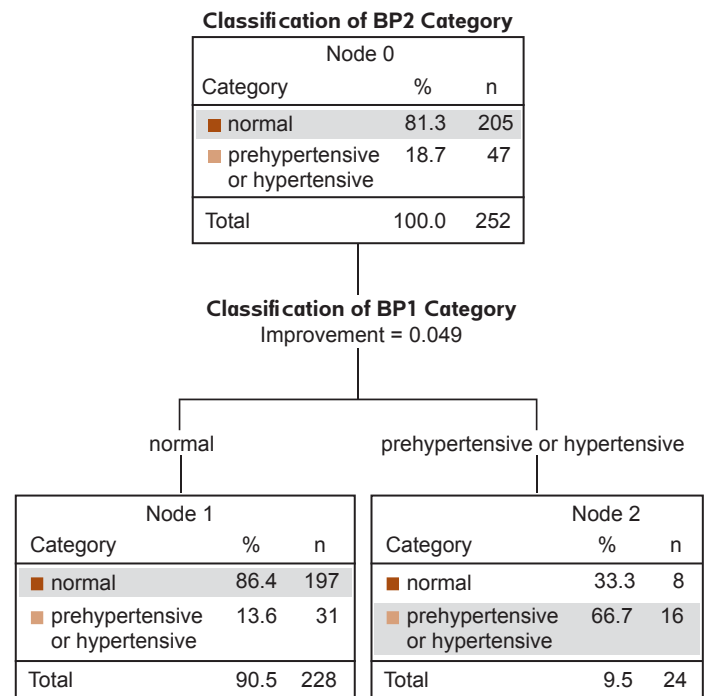 Classification of BP2 Category
Node 0
Category % n
normal 81.3 205
prehypertensive 18.7 47
or hypertensive
Total 100.0 252
Classification of BP1 Category
Improvement = 0.049
normal
prehypertensive or hypertensive
Node 1
Category % n
normal 86.4 197
prehypertensive 13.6 31
or hypertensive
Total 90.5 228
Node 2
Category % n
normal 33.3 8
prehypertensive 66.7 16
or hypertensive
Total 9.5 24